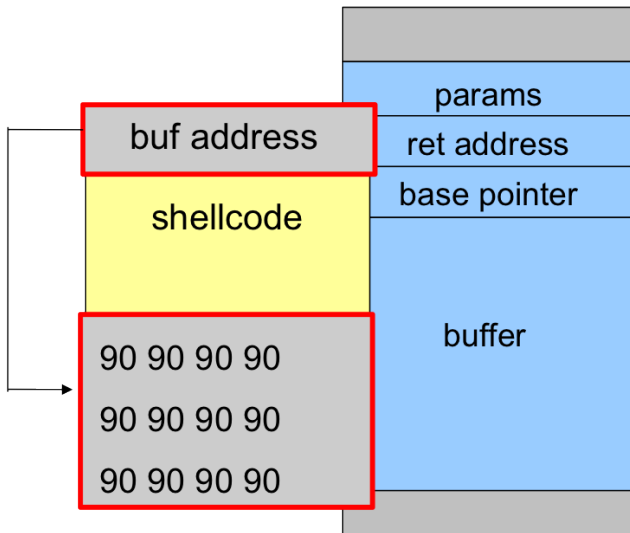 params
buf address
ret address
base pointer
shellcode
buffer
90 90 90 90
90 90 90 90
90 90 90 90